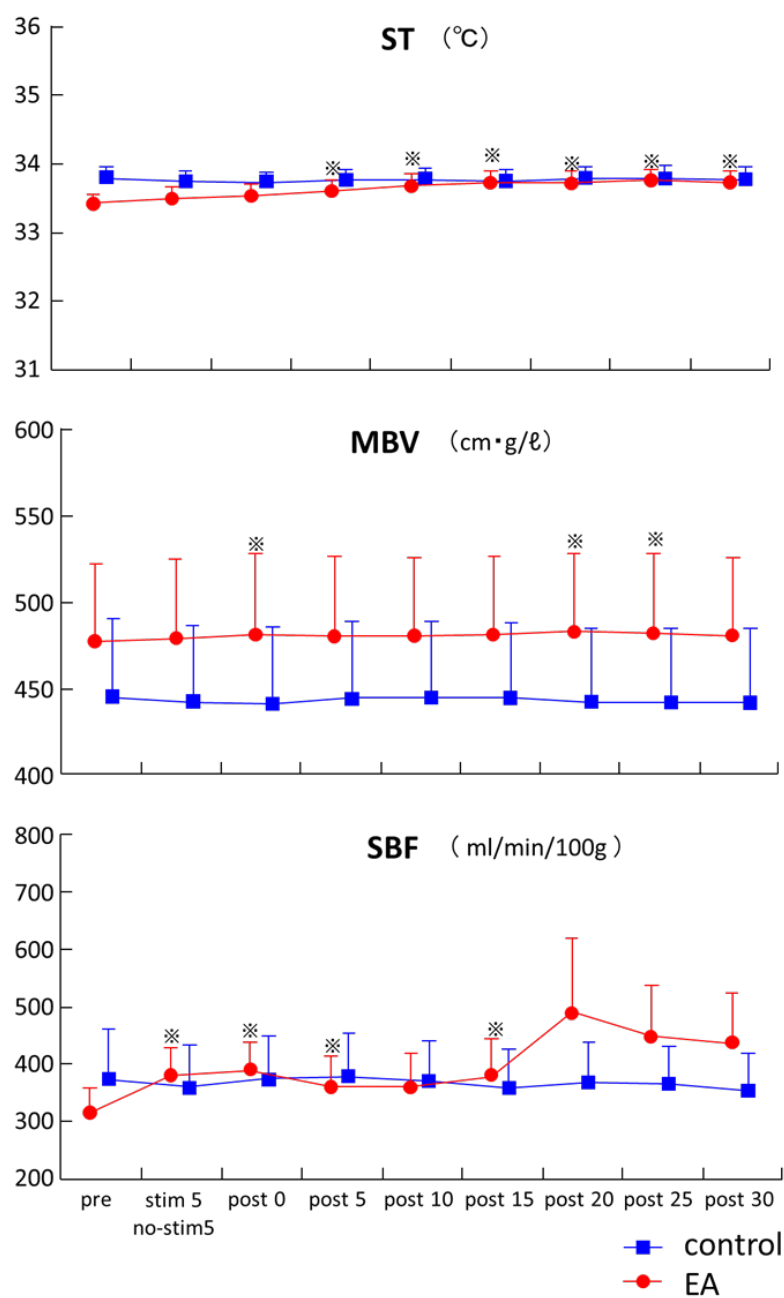 ST （℃）
36
35
※ ※ ※ ※ ※ ※
34
33
32
31
MBV （cm・g/ℓ）
600
550
※ ※ ※
500
450
400
SBF （ml/min/100g）
800
700
600
500
※ ※ ※ ※
400
300
200
pre stim 5 post 0 post 5 post 10 post 15 post 20 post 25 post 30
no-stim5
control
EA